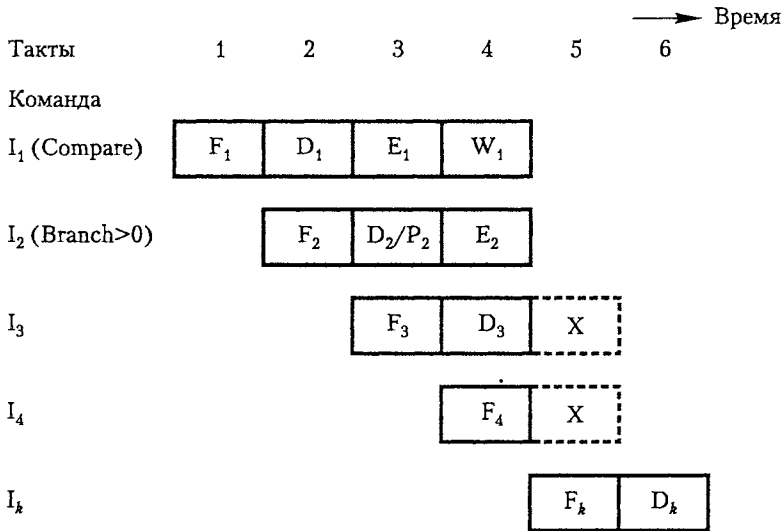 Время
Такты 1 2 3 4 5 6
Команда
I₁ (Compare) F₁ D₁ E₁ W₁
I₂ (Branch>0) F₂ D₂/P₂ E₂
I₃ F₃ D₃ X
I₄ F₄ X
Iₖ Fₖ Dₖ